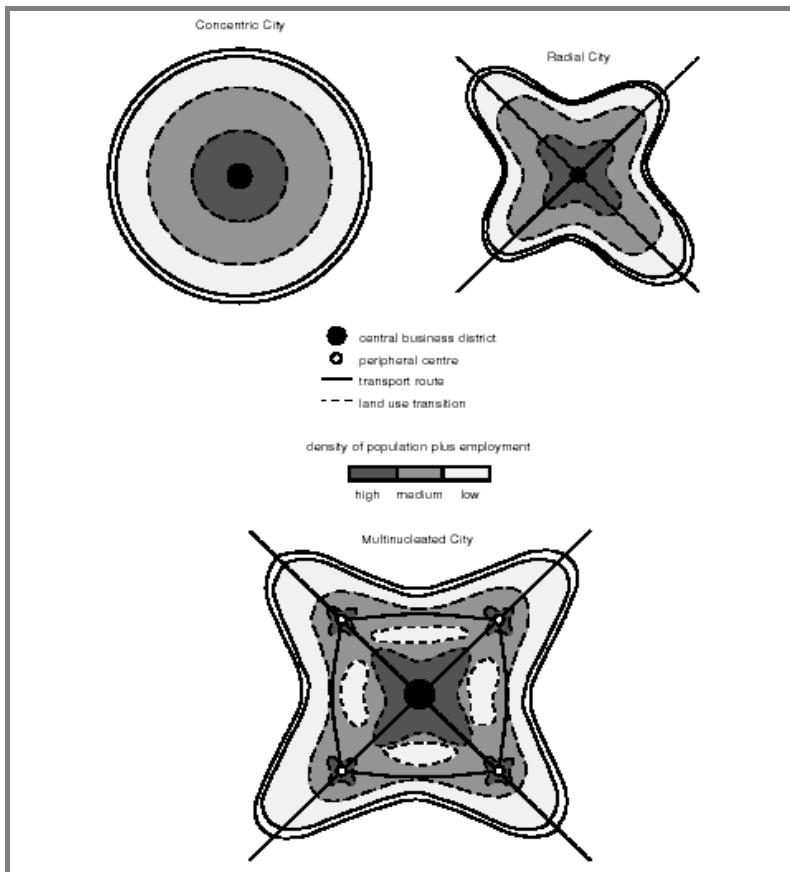 Concentric City
Radial City
central business district
peripheral centre
transport route
land use transition
density of population plus employment
high medium low
Multinucleated City